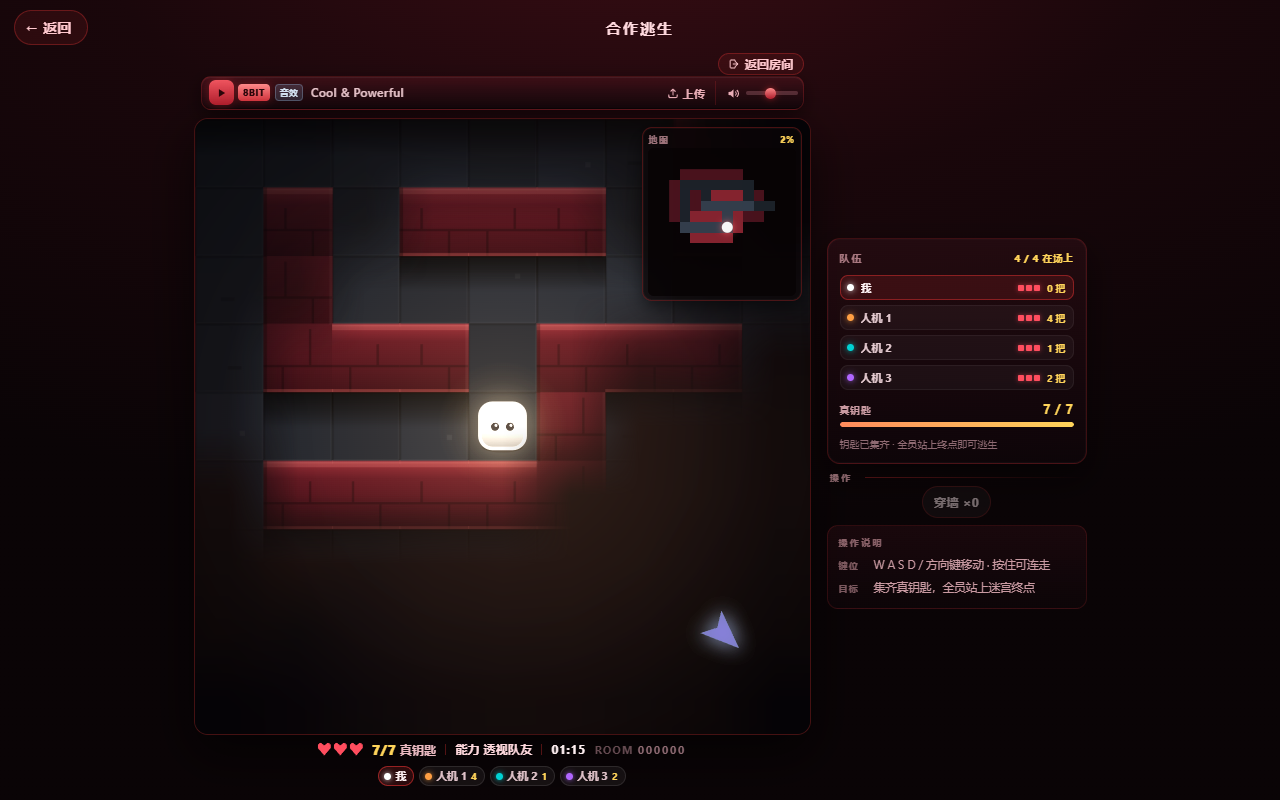 ← 返回
合作逃生
返回房间
8BIT 音效 Cool & Powerful 上传
地图 2%
队伍 4 / 4 在场上
我 0 把
人机 1 4 把
人机 2 1 把
人机 3 2 把
真钥匙 7 / 7
钥匙已集齐 · 全员站上终点即可逃生
操作
穿墙 ×0
操作说明
键位 W A S D / 方向键移动 · 按住可连走
目标 集齐真钥匙，全员站上迷宫终点
7/7 真钥匙 能力 透视队友 01:15 ROOM 000000
我 人机 1 4 人机 2 1 人机 3 2